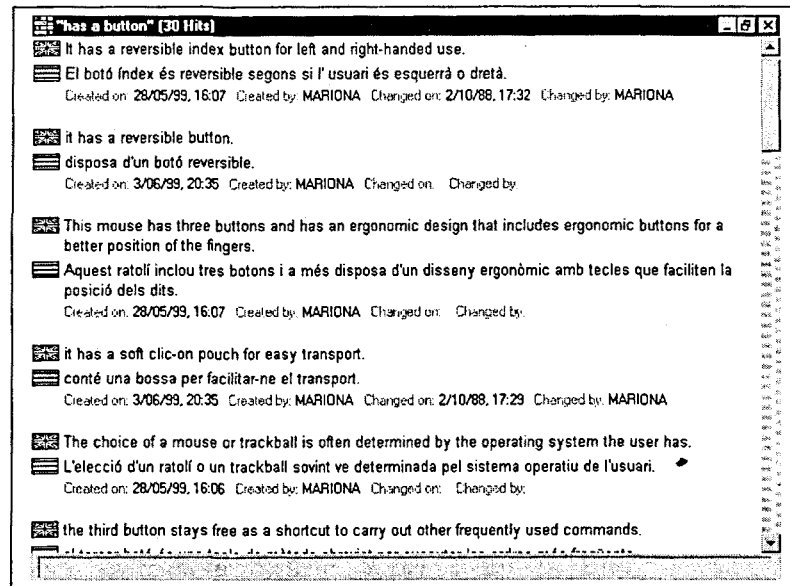 "has a button" (30 Hits)
It has a reversible index button for left and right-handed use.
El botó índex és reversible segons si l' usuari és esquerrà o dretà.
Created on: 28/05/99, 16:07 Created by: MARIONA Changed on: 2/10/88, 17:32 Changed by: MARIONA
it has a reversible button.
disposa d'un botó reversible.
Created on: 3/06/99, 20:35 Created by: MARIONA Changed on: Changed by:
This mouse has three buttons and has an ergonomic design that includes ergonomic buttons for a
better position of the fingers.
Aquest ratolí inclou tres botons i a més disposa d'un disseny ergonòmic amb tecles que faciliten la
posició dels dits.
Created on: 28/05/99, 16:07 Created by: MARIONA Changed on: Changed by:
it has a soft clic-on pouch for easy transport.
conté una bossa per facilitar-ne el transport.
Created on: 3/06/99, 20:35 Created by: MARIONA Changed on: 2/10/88, 17:29 Changed by: MARIONA
The choice of a mouse or trackball is often determined by the operating system the user has.
L'elecció d'un ratolí o un trackball sovint ve determinada pel sistema operatiu de l'usuari.
Created on: 28/05/99, 16:06 Created by: MARIONA Changed on: Changed by:
the third button stays free as a shortcut to carry out other frequently used commands.